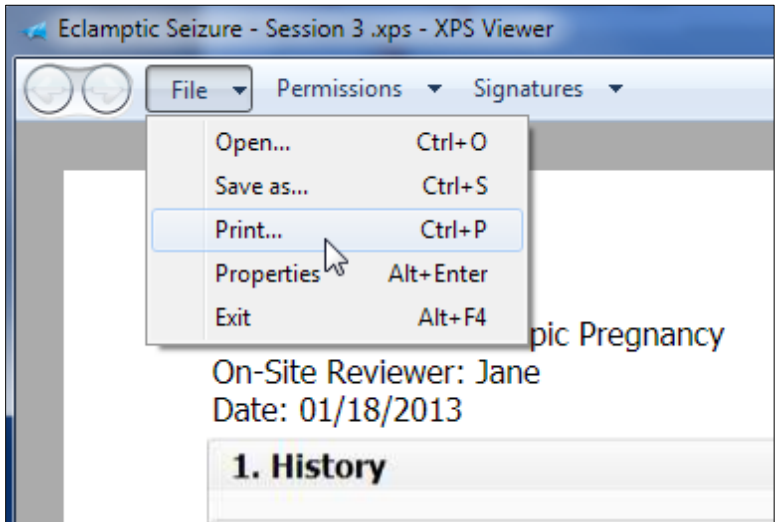 Eclamptic Seizure - Session 3 .xps - XPS Viewer
File Permissions Signatures
Open... Ctrl+O
Save as... Ctrl+S
Print... Ctrl+P
Properties Alt+Enter
Exit Alt+F4
pic Pregnancy
On-Site Reviewer: Jane
Date: 01/18/2013
1. History